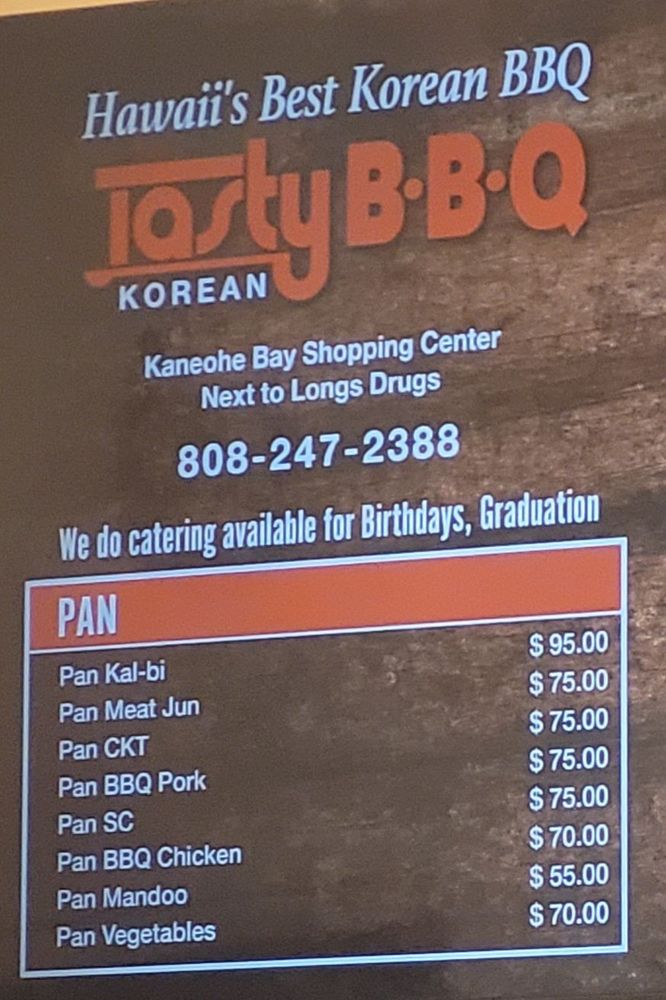 Hawaii's Best Korean BBQ
Tasty B·B·Q
KOREAN
Kaneohe Bay Shopping Center
Next to Longs Drugs
808-247-2388
We do catering available for Birthdays, Graduation
PAN
Pan Kal-bi $ 95.00
Pan Meat Jun $ 75.00
Pan CKT $ 75.00
Pan BBQ Pork $ 75.00
Pan SC $ 75.00
Pan BBQ Chicken $ 70.00
Pan Mandoo $ 55.00
Pan Vegetables $ 70.00